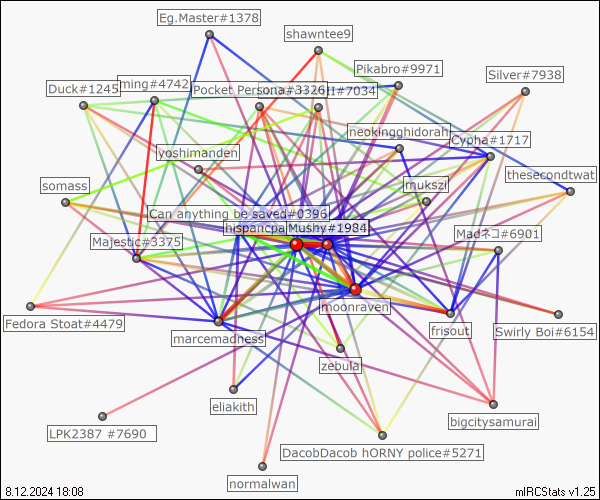 Eg.Master#1378
shawntee9
Pikabro#9971
Silver#7938
Duck#1245
ming#4742
Pocket Persona#3326
II#7034
neokingghidorah
Cypha#1717
yoshimanden
thesecondtwat
somass
mukszi
Can anything be saved#0396
hispancpa
Mushy#1984
Majestic#3375
Madネコ#6901
moonraven
Fedora Stoat#4479
marcemadness
frisout
Swirly Boi#6154
zebulai
eliakith
bigcitysamurai
LPK2387 #7690
DacobDacob hORNY police#5271
normalwan
8.12.2024 18:08
mIRCStats v1.25